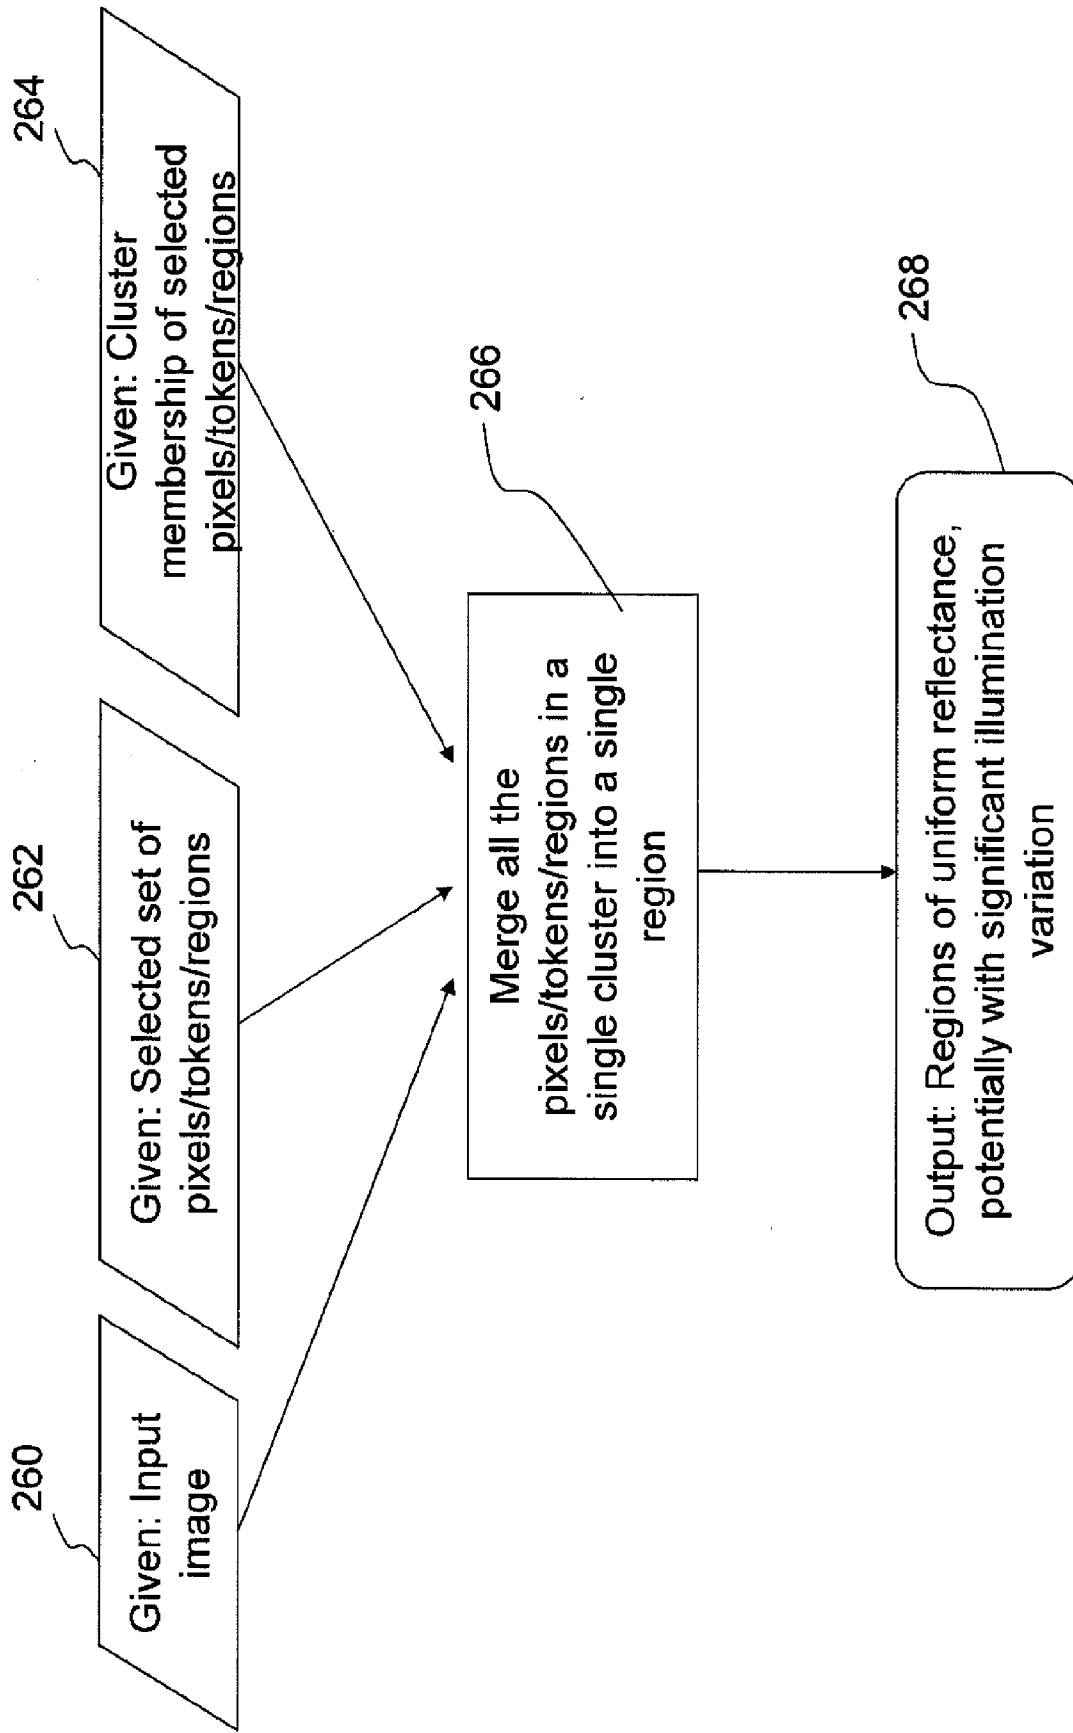 260
Given: Input
image
262
Given: Selected set of
pixels/tokens/regions
264
Given: Cluster
membership of selected
pixels/tokens/regions
266
Merge all the
pixels/tokens/regions in a
single cluster into a single
region
268
Output: Regions of uniform reflectance,
potentially with significant illumination
variation